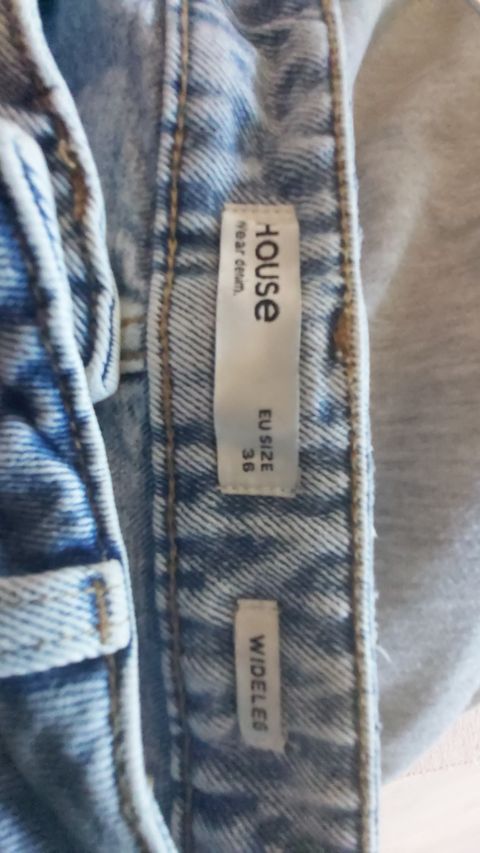 HOUSe
wear denim.
EU SIZE
36
WIDELEG